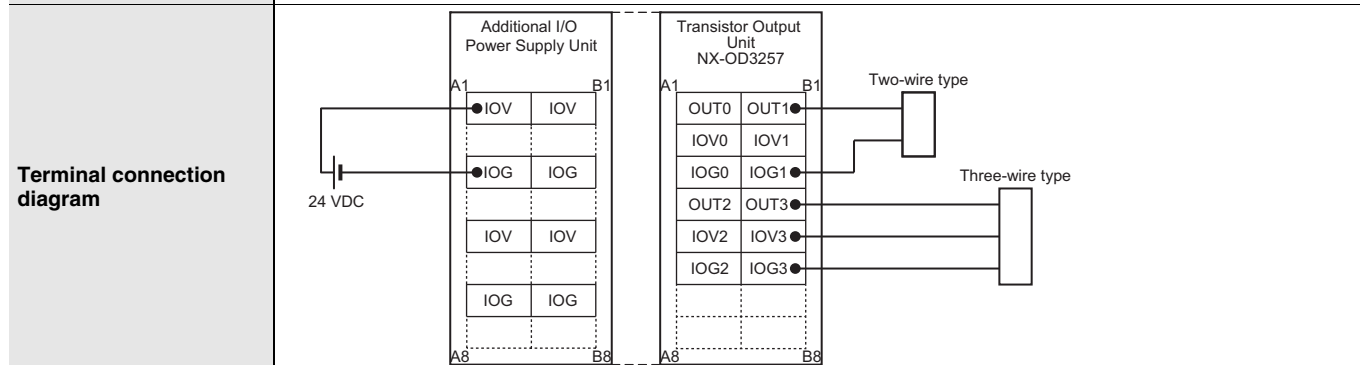 Terminal connection
diagram
24 VDC
Additional I/O
Power Supply Unit
A1 B1
IOV IOV
IOG IOG
IOV IOV
IOG IOG
A8 B8
Transistor Output
Unit
NX-OD3257
A1 B1
OUT0 OUT1
IOV0 IOV1
IOG0 IOG1
OUT2 OUT3
IOV2 IOV3
IOG2 IOG3
A8 B8
Two-wire type
Three-wire type